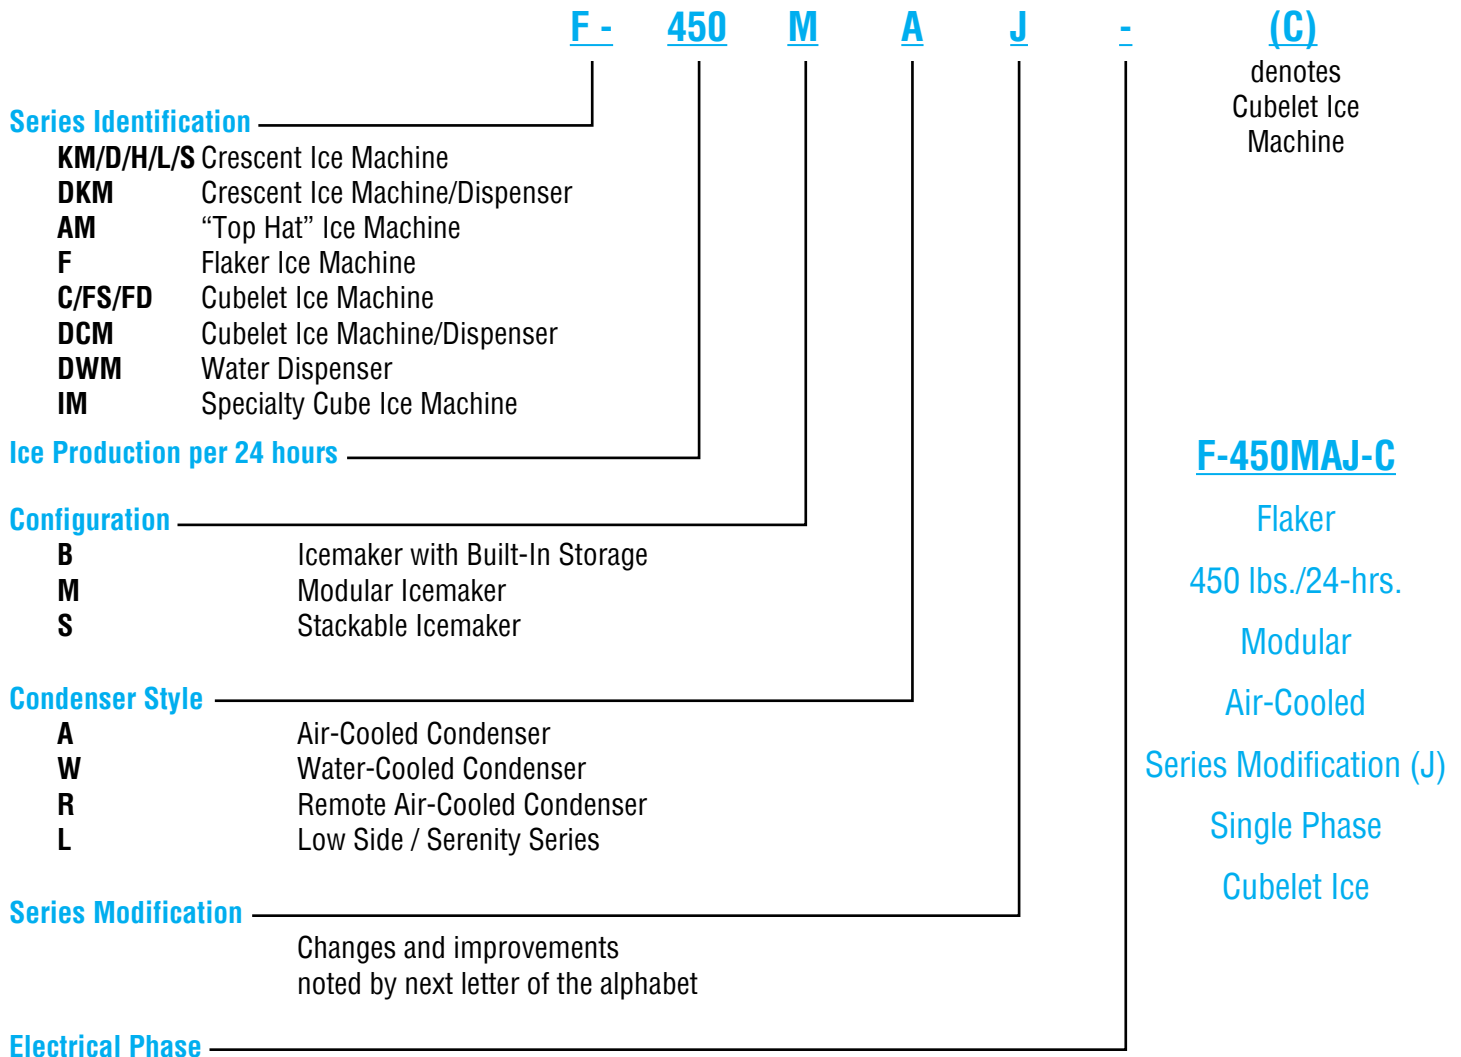 F - 450 M A J - (C)
denotes
Cubelet Ice
Machine
Series Identification
KM/D/H/L/S Crescent Ice Machine
DKM Crescent Ice Machine/Dispenser
AM “Top Hat” Ice Machine
F Flaker Ice Machine
C/FS/FD Cubelet Ice Machine
DCM Cubelet Ice Machine/Dispenser
DWM Water Dispenser
IM Specialty Cube Ice Machine
Ice Production per 24 hours
Configuration
B Icemaker with Built-In Storage
M Modular Icemaker
S Stackable Icemaker
Condenser Style
A Air-Cooled Condenser
W Water-Cooled Condenser
R Remote Air-Cooled Condenser
L Low Side / Serenity Series
Series Modification
Changes and improvements
noted by next letter of the alphabet
Electrical Phase
F-450MAJ-C
Flaker
450 lbs./24-hrs.
Modular
Air-Cooled
Series Modification (J)
Single Phase
Cubelet Ice